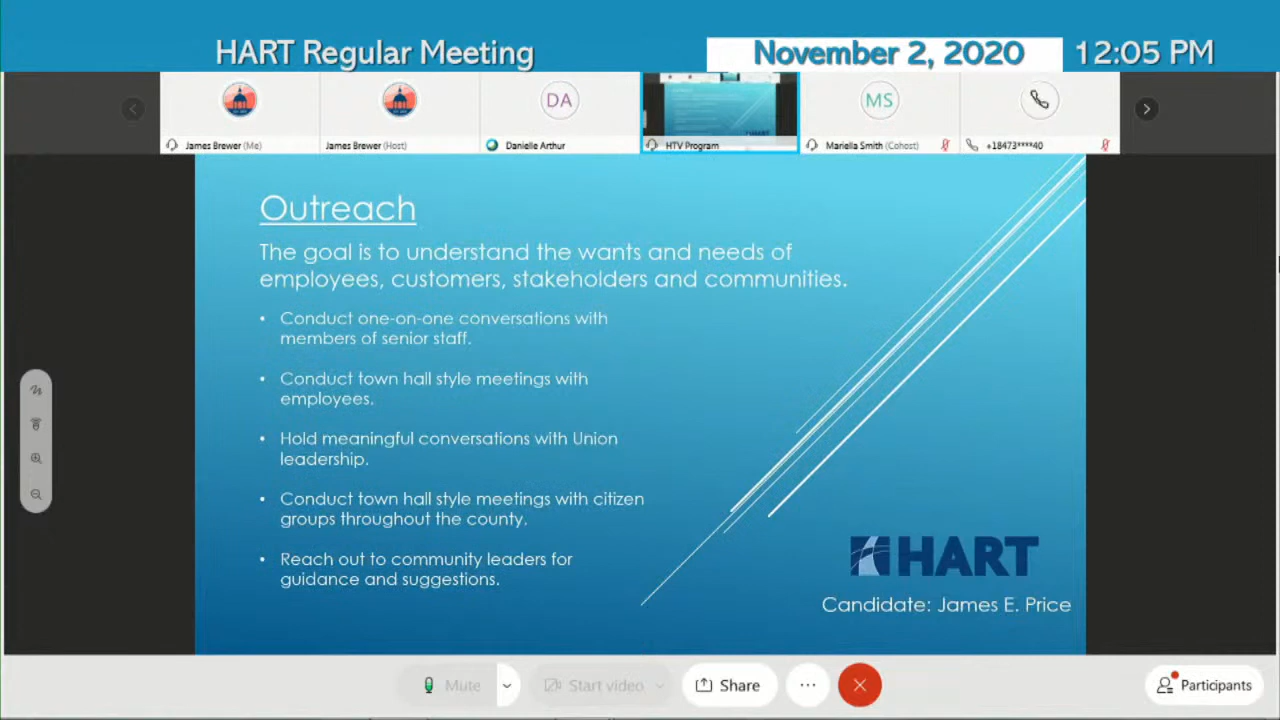 HART Regular Meeting
November 2, 2020
12:05 PM
DA
MS
James Brewer (Me)
James Brewer (Host)
Danielle Arthur
HTV Program
Mariella Smith (Cohost)
+18473****40
Outreach
The goal is to understand the wants and needs of
employees, customers, stakeholders and communities.
• Conduct one-on-one conversations with
members of senior staff.
• Conduct town hall style meetings with
employees.
• Hold meaningful conversations with Union
leadership.
• Conduct town hall style meetings with citizen
groups throughout the county.
• Reach out to community leaders for
guidance and suggestions.
HART
Candidate: James E. Price
Mute
Start video
Share
Participants